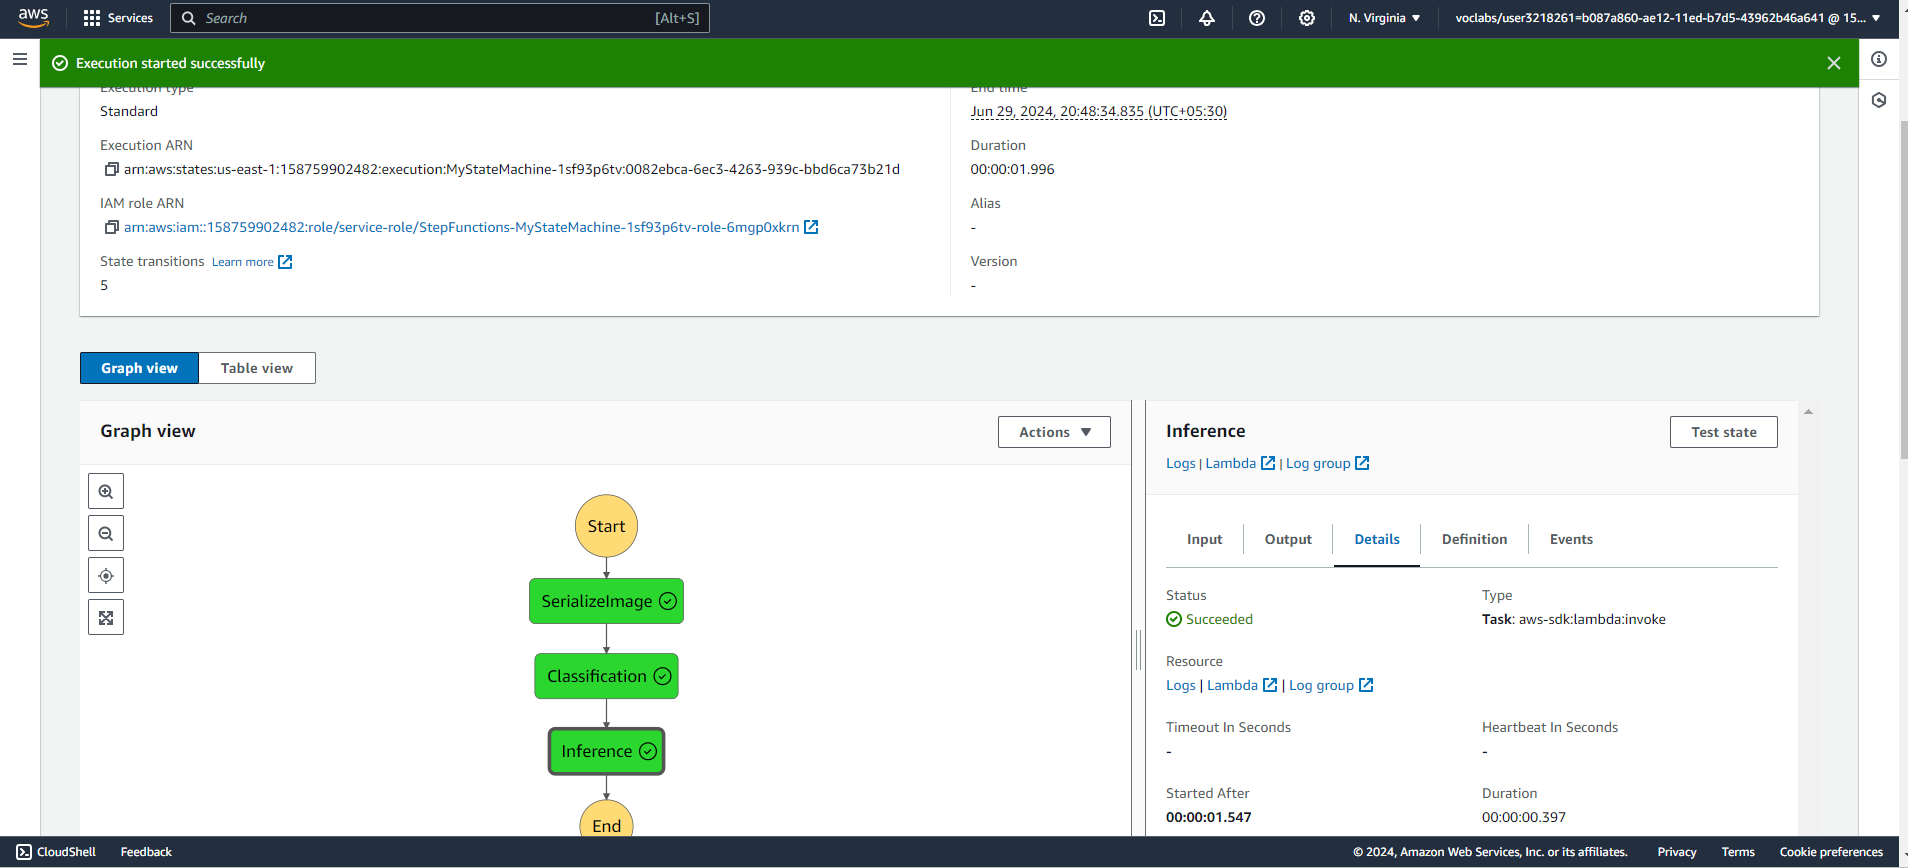 aws
Services
Search
[Alt+S]
N. Virginia
voclabs/user3218261=b087a860-ae12-11ed-b7d5-43962b46a641 @ 15...
Execution started successfully
Execution type
Standard
Execution ARN
arn:aws:states:us-east-1:158759902482:execution:MyStateMachine-1sf93p6tv:0082ebca-6ec3-4263-939c-bbd6ca73b21d
IAM role ARN
arn:aws:iam::158759902482:role/service-role/StepFunctions-MyStateMachine-1sf93p6tv-role-6mgp0xkrn
State transitions Learn more
5
End time
Jun 29, 2024, 20:48:34.835 (UTC+05:30)
Duration
00:00:01.996
Alias
-
Version
-
Graph view
Table view
Graph view
Actions
Start
SerializeImage
Classification
Inference
End
Inference
Test state
Logs | Lambda | Log group
Input
Output
Details
Definition
Events
Status
Succeeded
Type
Task: aws-sdk:lambda:invoke
Resource
Logs | Lambda | Log group
Timeout In Seconds
-
Heartbeat In Seconds
-
Started After
00:00:01.547
Duration
00:00:00.397
CloudShell
Feedback
© 2024, Amazon Web Services, Inc. or its affiliates.
Privacy
Terms
Cookie preferences